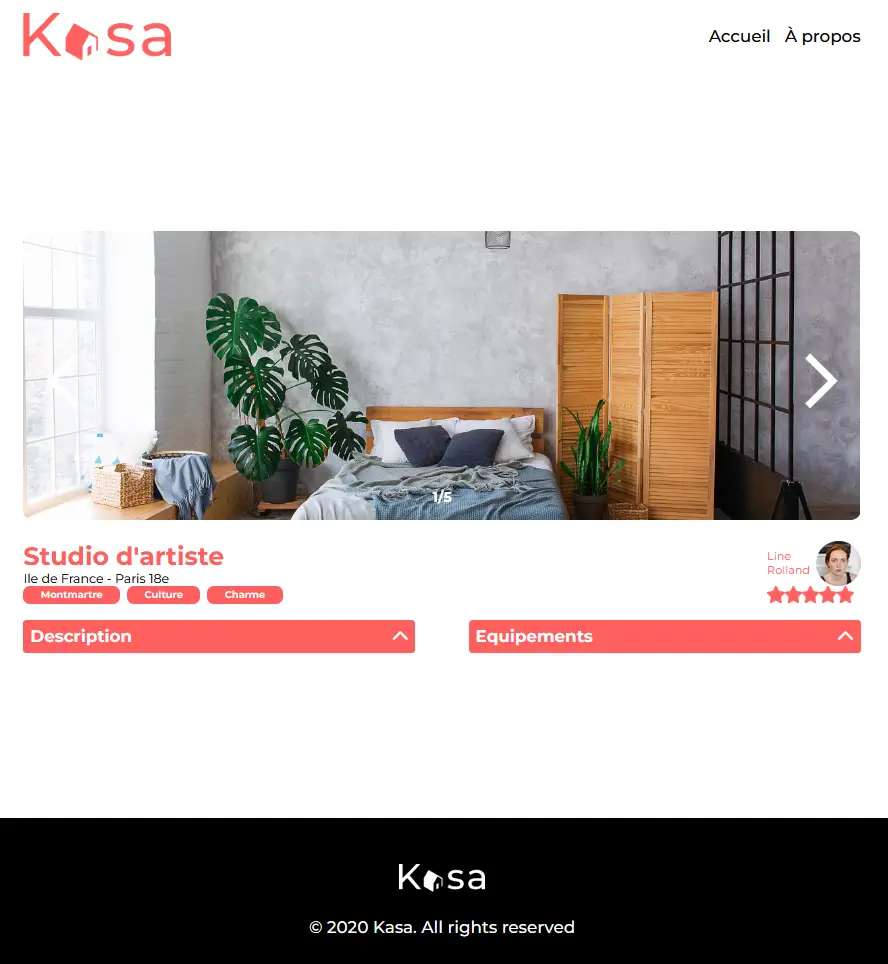 Kasa
Accueil À propos
1/5
Studio d'artiste
Ile de France - Paris 18e
Montmartre Culture Charme
Line
Rolland
Description
Equipements
Kasa
© 2020 Kasa. All rights reserved